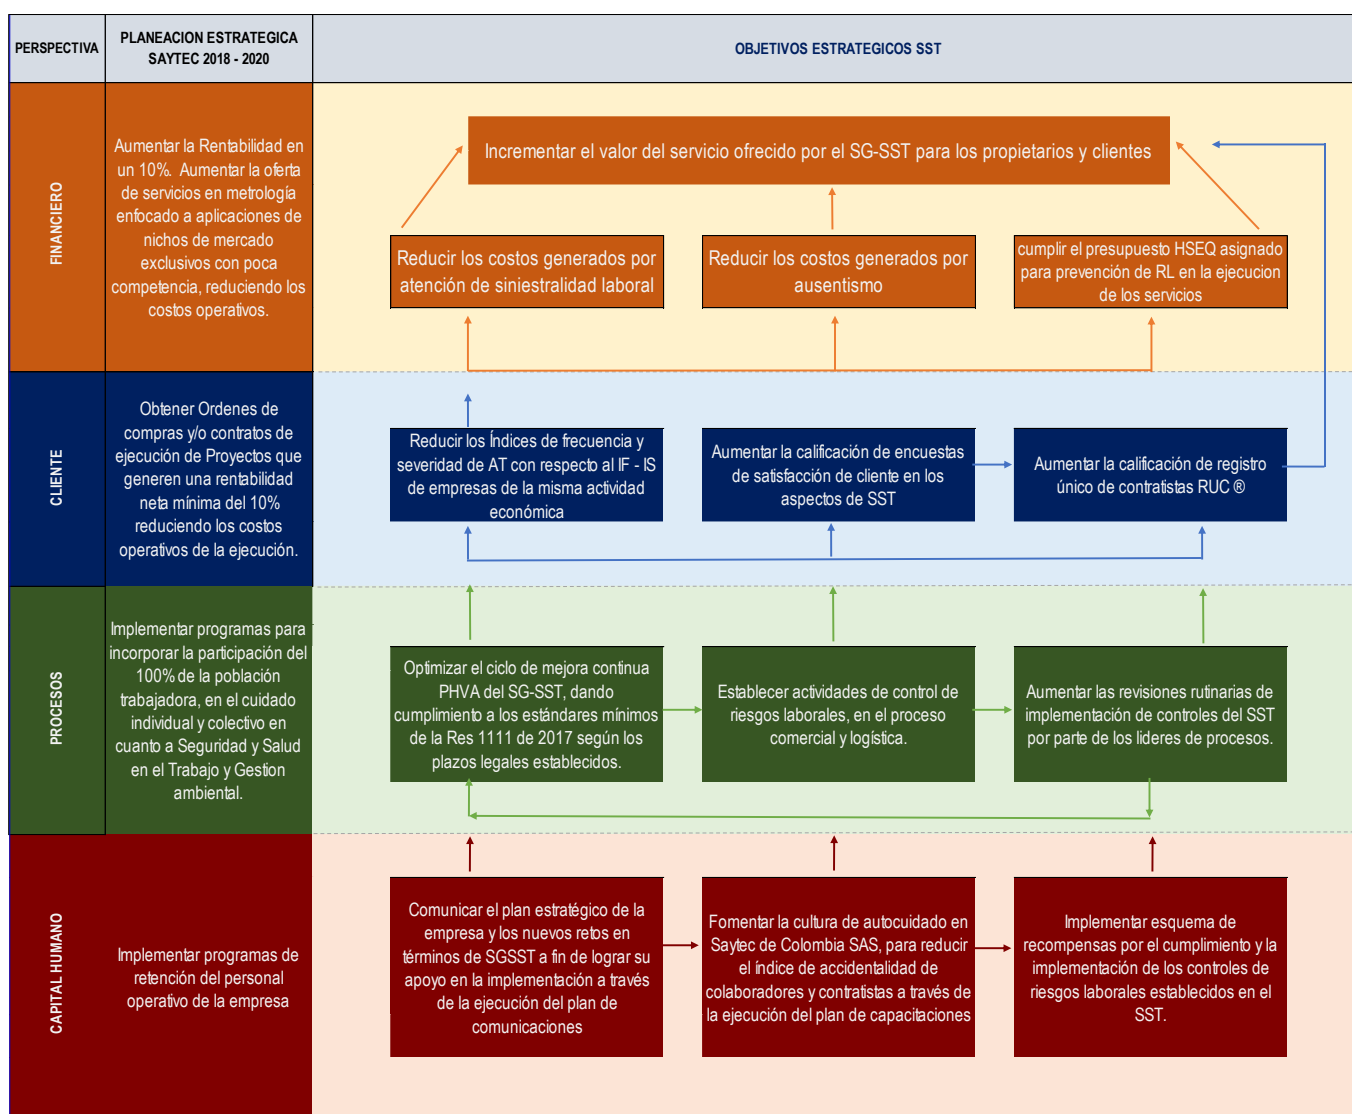 PERSPECTIVA
PLANEACION ESTRATEGICA
SAYTEC 2018 - 2020
OBJETIVOS ESTRATEGICOS SST
FINANCIERO
Aumentar la Rentabilidad en
un 10%. Aumentar la oferta
de servicios en metrología
enfocado a aplicaciones de
nichos de mercado
exclusivos con poca
competencia, reduciendo los
costos operativos.
Incrementar el valor del servicio ofrecido por el SG-SST para los propietarios y clientes
Reducir los costos generados por
atención de siniestralidad laboral
Reducir los costos generados por
ausentismo
cumplir el presupuesto HSEQ asignado
para prevención de RL en la ejecucion
de los servicios
CLIENTE
Obtener Ordenes de
compras y/o contratos de
ejecución de Proyectos que
generen una rentabilidad
neta mínima del 10%
reduciendo los costos
operativos de la ejecución.
Reducir los Índices de frecuencia y
severidad de AT con respecto al IF - IS
de empresas de la misma actividad
económica
Aumentar la calificación de encuestas
de satisfacción de cliente en los
aspectos de SST
Aumentar la calificación de registro
único de contratistas RUC ®
PROCESOS
Implementar programas para
incorporar la participación del
100% de la población
trabajadora, en el cuidado
individual y colectivo en
cuanto a Seguridad y Salud
en el Trabajo y Gestion
ambiental.
Optimizar el ciclo de mejora continua
PHVA del SG-SST, dando
cumplimiento a los estándares mínimos
de la Res 1111 de 2017 según los
plazos legales establecidos.
Establecer actividades de control de
riesgos laborales, en el proceso
comercial y logística.
Aumentar las revisiones rutinarias de
implementación de controles del SST
por parte de los lideres de procesos.
CAPITAL HUMANO
Implementar programas de
retención del personal
operativo de la empresa
Comunicar el plan estratégico de la
empresa y los nuevos retos en
términos de SGSST a fin de lograr su
apoyo en la implementación a través
de la ejecución del plan de
comunicaciones
Fomentar la cultura de autocuidado en
Saytec de Colombia SAS, para reducir
el índice de accidentalidad de
colaboradores y contratistas a través de
la ejecución del plan de capacitaciones
Implementar esquema de
recompensas por el cumplimiento y la
implementación de los controles de
riesgos laborales establecidos en el
SST.